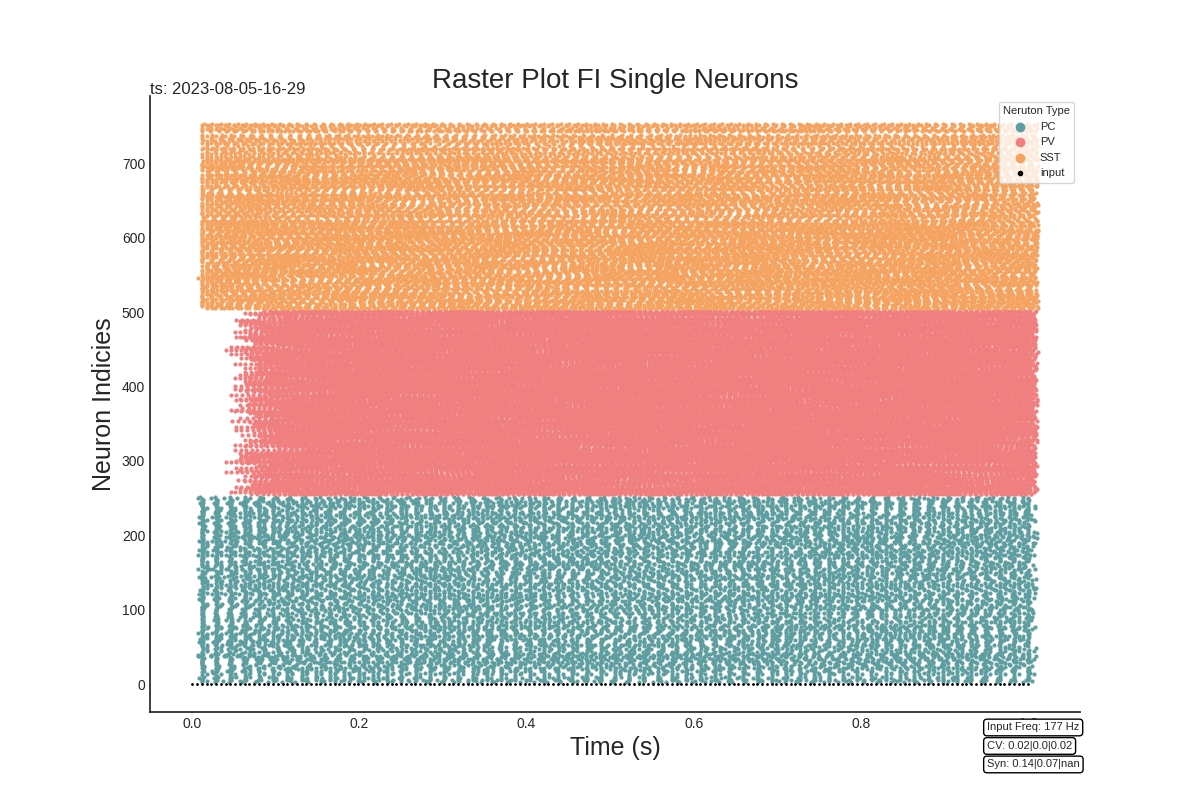 Raster Plot FI Single Neurons
ts: 2023-08-05-16-29
Neruton Type
PC
PV
SST
input
700
600
500
400
300
200
100
0
Neuron Indicies
0.0 0.2 0.4 0.6 0.8
Time (s)
Input Freq: 177 Hz
CV: 0.02|0.0|0.02
Syn: 0.14|0.07|nan